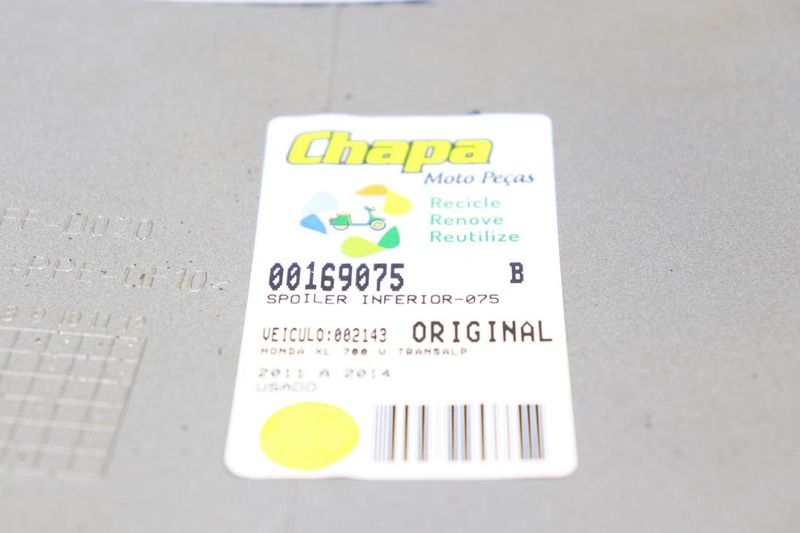 Chapa
Moto Peças
Recicle
Renove
Reutilize
00169075 B
SPOILER INFERIOR-075
VEICULO:002143 ORIGINAL
HONDA XL 700 V TRANSALP
2011 A 2014
USADO